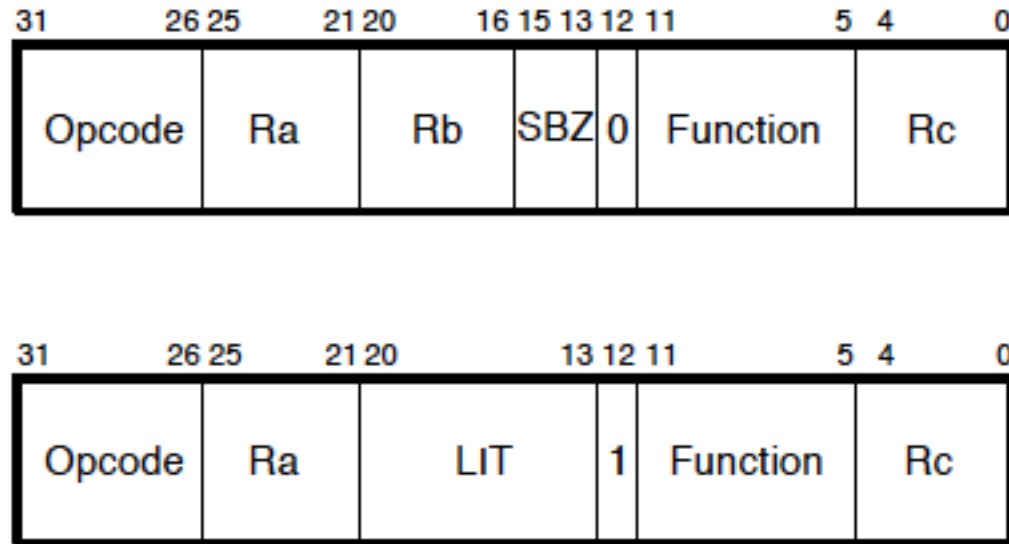 31 26 25 21 20 16 15 13 12 11 5 4 0
Opcode Ra Rb SBZ 0 Function Rc
31 26 25 21 20 13 12 11 5 4 0
Opcode Ra LIT 1 Function Rc